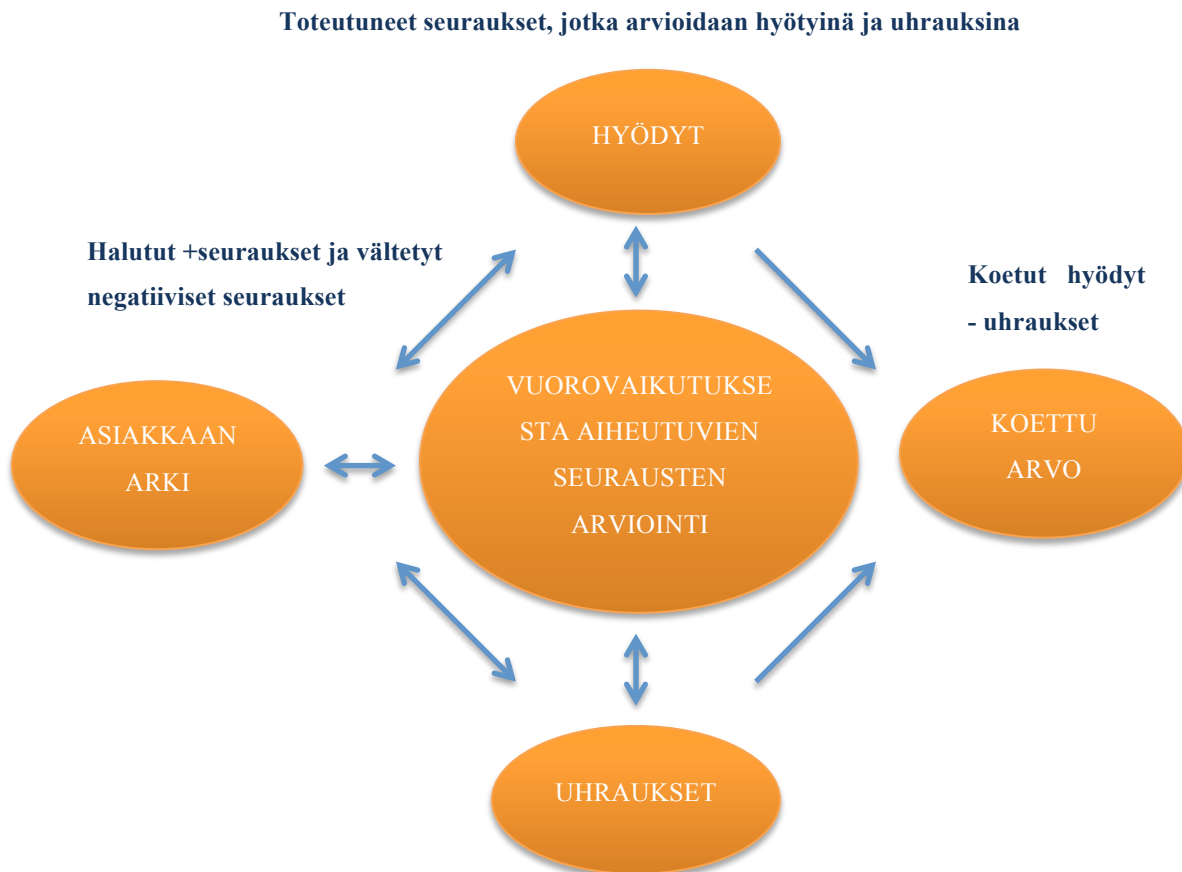 Toteutuneet seuraukset, jotka arvioidaan hyötyinä ja uhrauksina
HYÖDYT
Halutut +seuraukset ja vältetyt
negatiiviset seuraukset
Koetut hyödyt
- uhraukset
VUOROVAIKUTUKSE
STA AIHEUTUVIEN
SEURAUSTEN
ARVIOINTI
ASIAKKAAN
ARKI
KOETTU
ARVO
UHRAUKSET